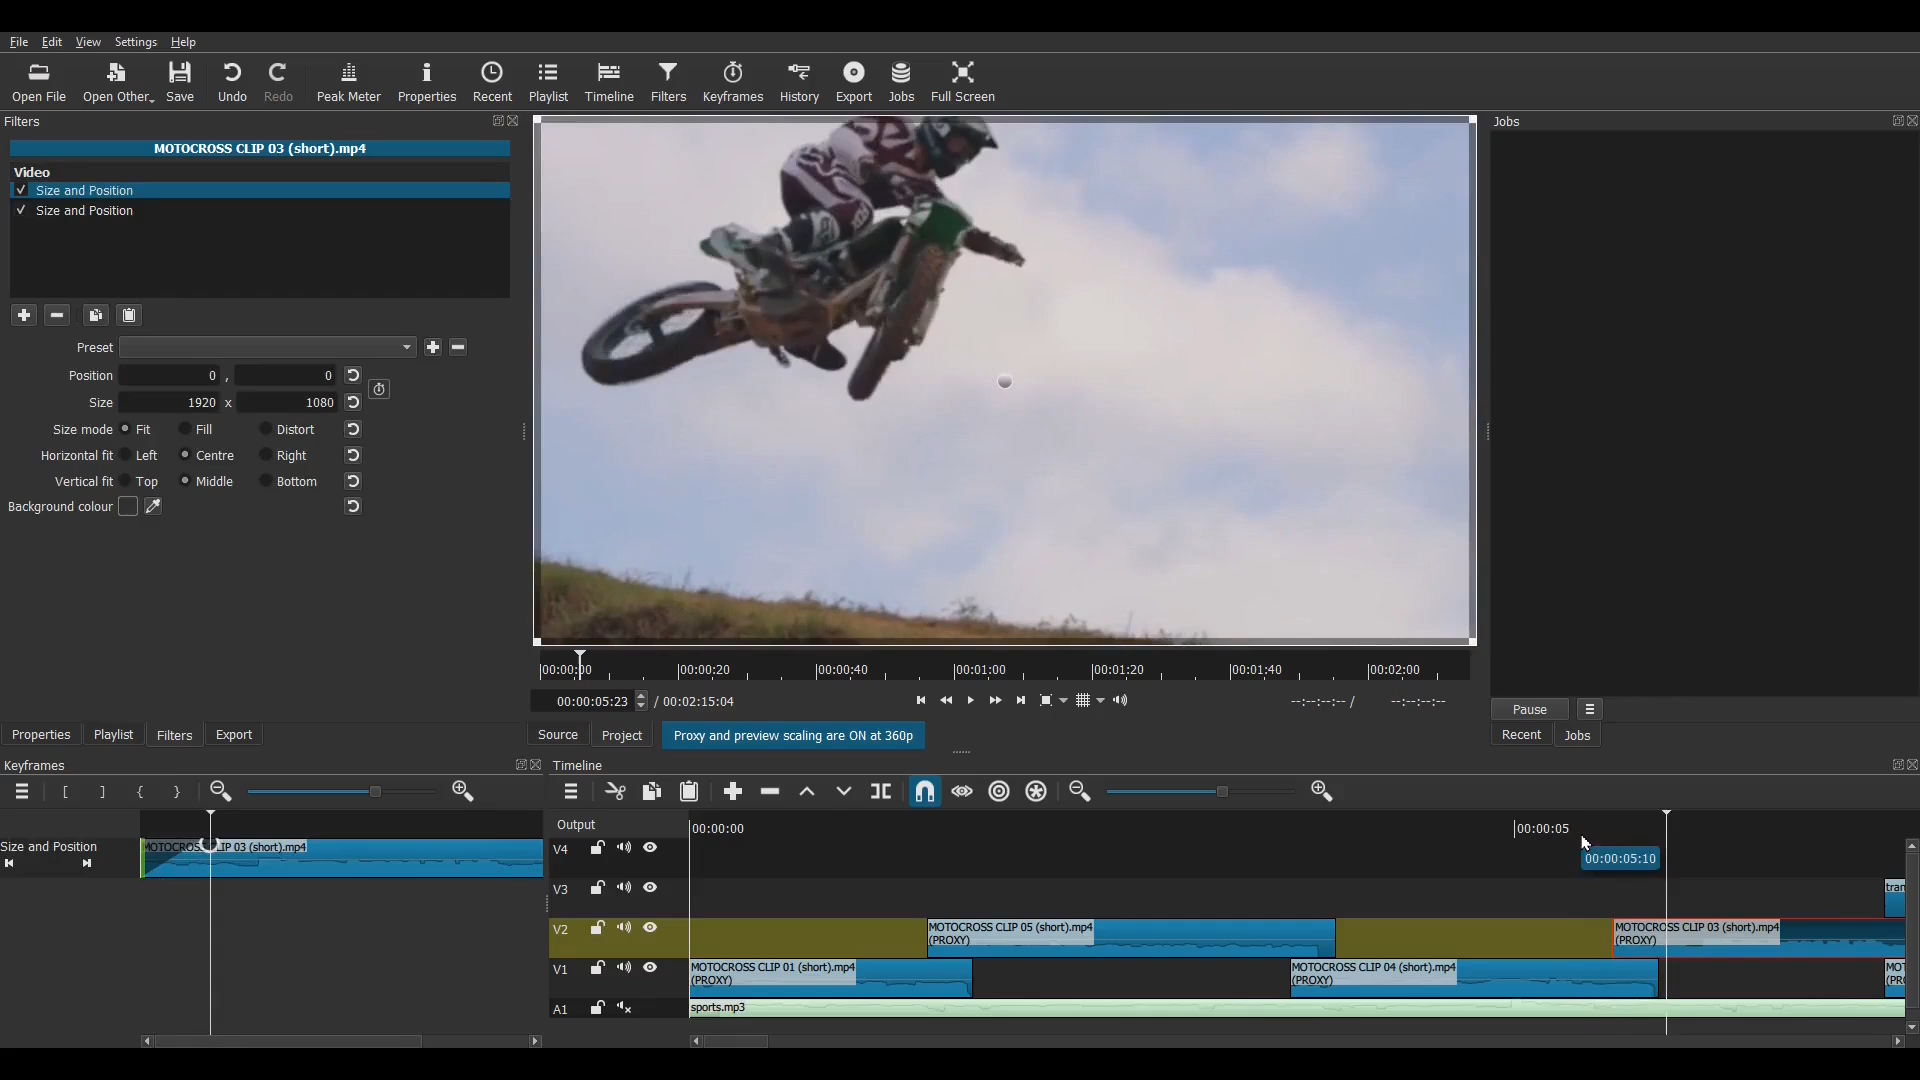 File Edit View Settings Help
Open File Open Other Save Undo Redo Peak Meter Properties Recent Playlist Timeline Filters Keyframes History Export Jobs Full Screen
Filters
MOTOCROSS CLIP 03 (short).mp4
Video
Size and Position
Size and Position
Preset
Position 0 , 0
Size 1920 x 1080
Size mode Fit Fill Distort
Horizontal fit Left Centre Right
Vertical fit Top Middle Bottom
Background colour
Properties Playlist Filters Export
00:00:00 00:00:20 00:00:40 00:01:00 00:01:20 00:01:40 00:02:00
00:00:05:23 / 00:02:15:04 --:--:--:-- / --:--:--:--
Source Project Proxy and preview scaling are ON at 360p
Jobs
Pause
Recent Jobs
Keyframes
Size and Position
MOTOCROSS CLIP 03 (short).mp4
Timeline
Output 00:00:00 00:00:05
00:00:05:10
V4
V3 tran
V2 MOTOCROSS CLIP 05 (short).mp4 MOTOCROSS CLIP 03 (short).mp4
(PROXY) (PROXY)
V1 MOTOCROSS CLIP 01 (short).mp4 MOTOCROSS CLIP 04 (short).mp4 MOT
(PROXY) (PROXY) (PR
A1 sports.mp3